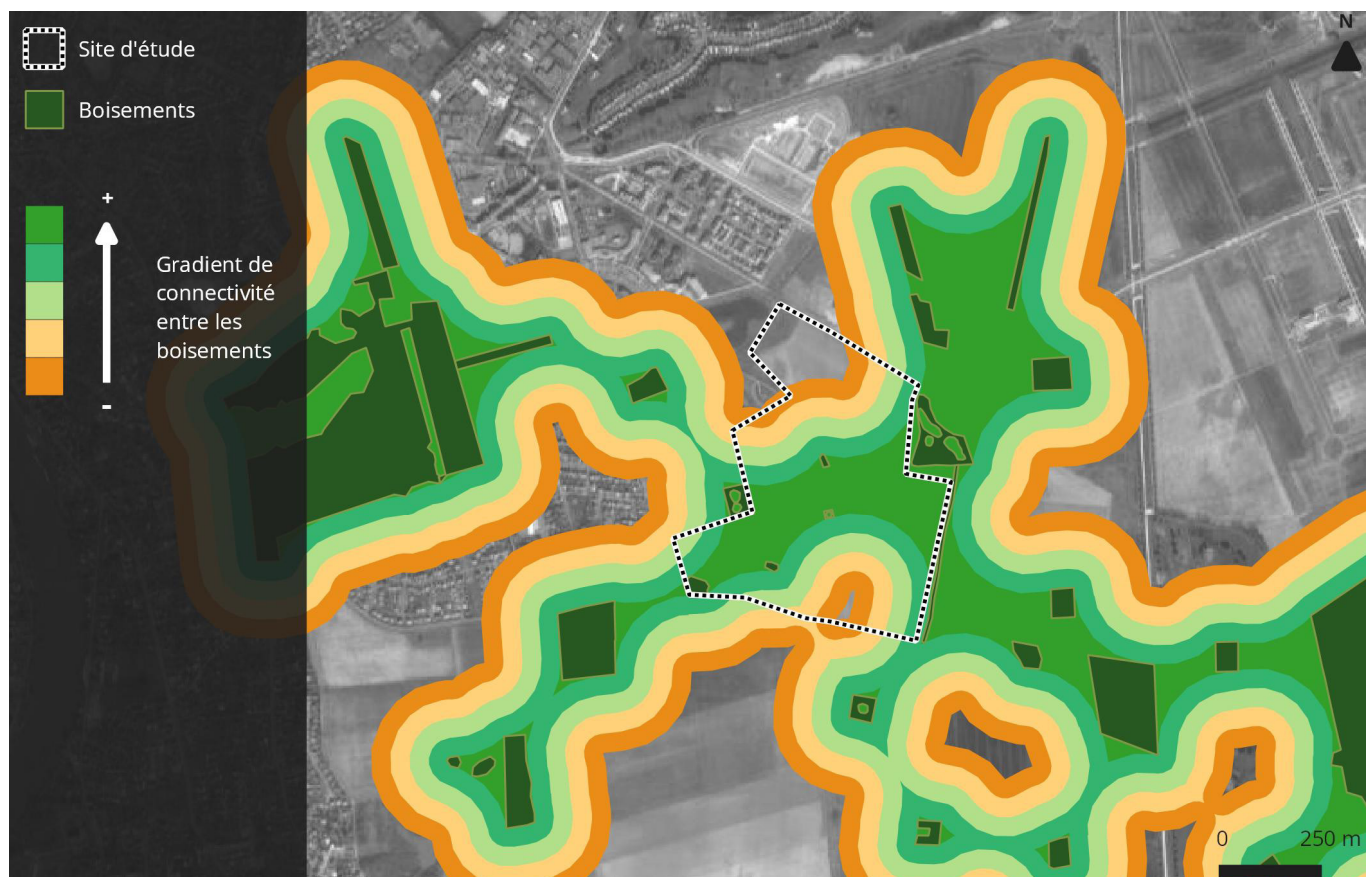 Site d'étude
Boisements
+
Gradient de
connectivité
entre les
boisements
-
N
0 250 m